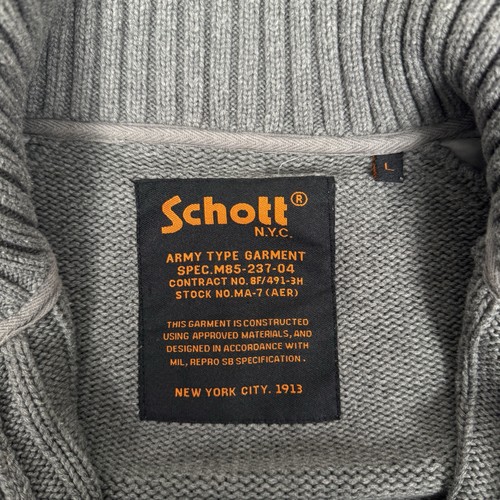 Schott®
N.Y.C.
L
ARMY TYPE GARMENT
SPEC.M85-237-04
CONTRACT NO.8F/491-3H
STOCK NO.MA-7 (AER)
THIS GARMENT IS CONSTRUCTED
USING APPROVED MATERIALS, AND
DESIGNED IN ACCORDANCE WITH
MIL, REPRO SB SPECIFICATION.
NEW YORK CITY. 1913